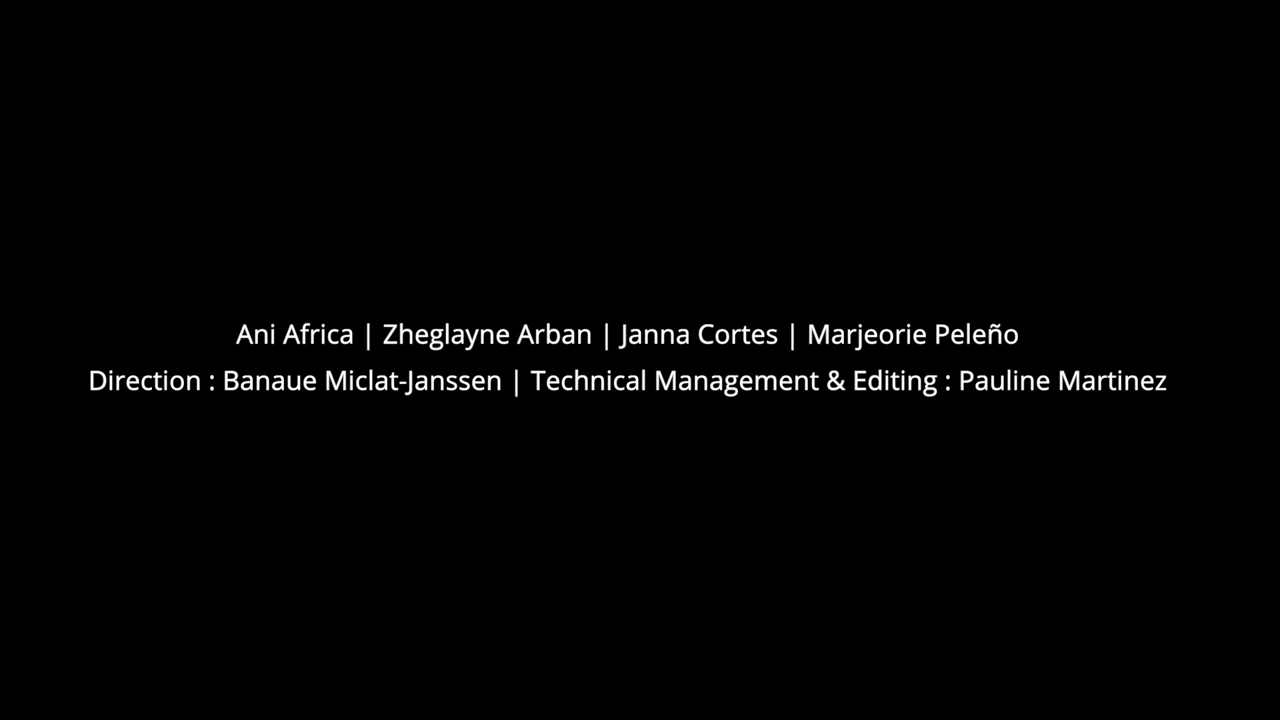 Ani Africa | Zheglayne Arban | Janna Cortes | Marjeorie Peleño
Direction : Banaue Miclat-Janssen | Technical Management & Editing : Pauline Martinez